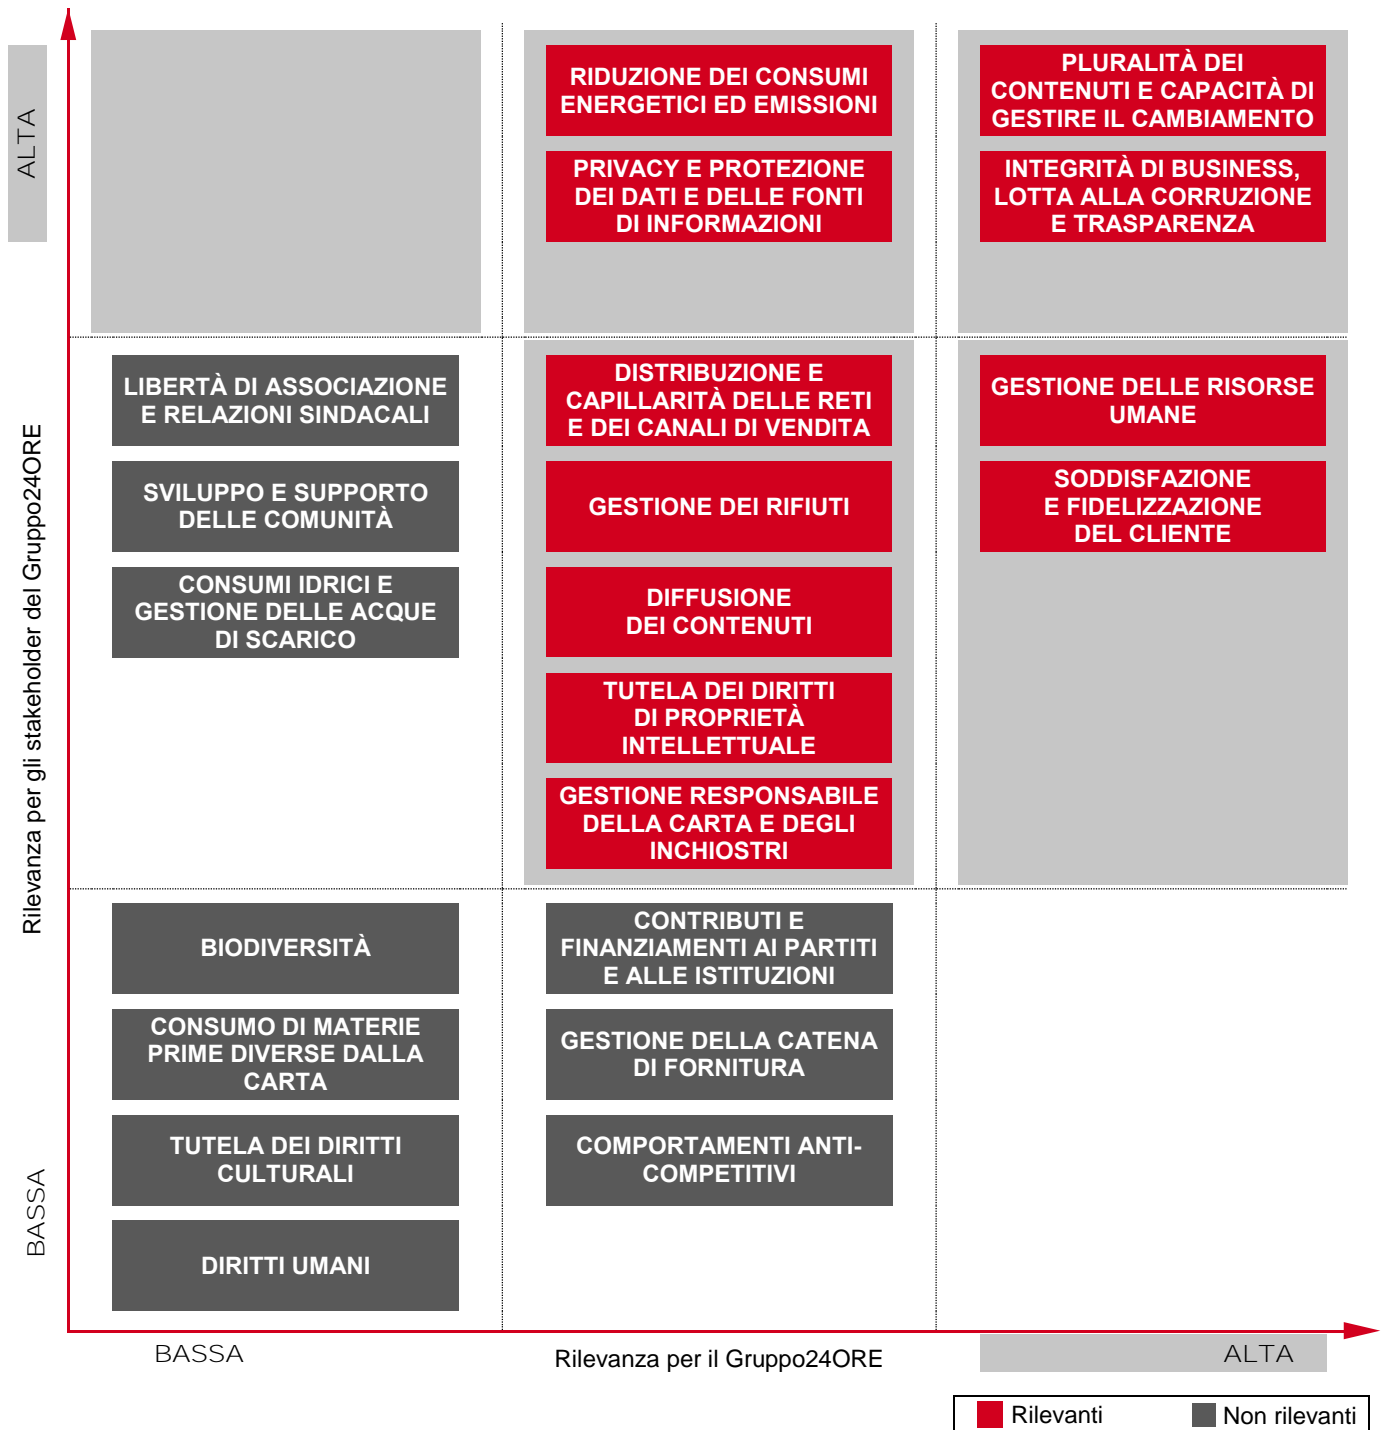 ALTA
RIDUZIONE DEI CONSUMI
ENERGETICI ED EMISSIONI
PLURALITÀ DEI
CONTENUTI E CAPACITÀ DI
GESTIRE IL CAMBIAMENTO
PRIVACY E PROTEZIONE
DEI DATI E DELLE FONTI
DI INFORMAZIONI
INTEGRITÀ DI BUSINESS,
LOTTA ALLA CORRUZIONE
E TRASPARENZA
Rilevanza per gli stakeholder del Gruppo24ORE
LIBERTÀ DI ASSOCIAZIONE
E RELAZIONI SINDACALI
DISTRIBUZIONE E
CAPILLARITÀ DELLE RETI
E DEI CANALI DI VENDITA
GESTIONE DELLE RISORSE
UMANE
SVILUPPO E SUPPORTO
DELLE COMUNITÀ
GESTIONE DEI RIFIUTI
SODDISFAZIONE
E FIDELIZZAZIONE
DEL CLIENTE
CONSUMI IDRICI E
GESTIONE DELLE ACQUE
DI SCARICO
DIFFUSIONE
DEI CONTENUTI
TUTELA DEI DIRITTI
DI PROPRIETÀ
INTELLETTUALE
GESTIONE RESPONSABILE
DELLA CARTA E DEGLI
INCHIOSTRI
BIODIVERSITÀ
CONTRIBUTI E
FINANZIAMENTI AI PARTITI
E ALLE ISTITUZIONI
CONSUMO DI MATERIE
PRIME DIVERSE DALLA
CARTA
GESTIONE DELLA CATENA
DI FORNITURA
TUTELA DEI DIRITTI
CULTURALI
COMPORTAMENTI ANTI-
COMPETITIVI
BASSA
DIRITTI UMANI
BASSA
Rilevanza per il Gruppo24ORE
ALTA
Rilevanti
Non rilevanti